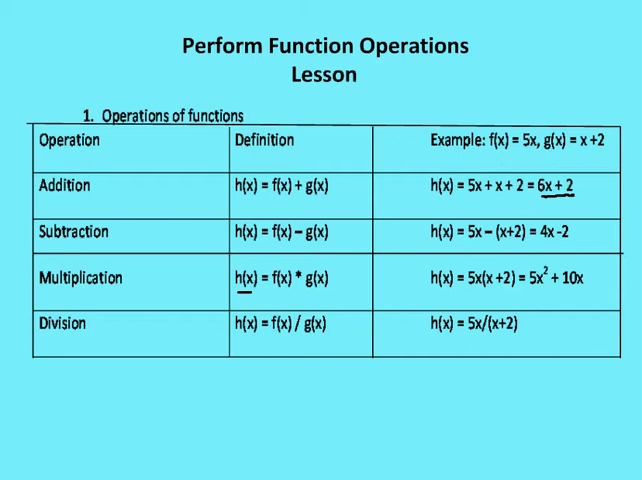 Perform Function Operations
Lesson
1. Operations of functions
Operation Definition Example: f(x) = 5x, g(x) = x +2
Addition h(x) = f(x) + g(x) h(x) = 5x + x + 2 = 6x + 2
Subtraction h(x) = f(x) – g(x) h(x) = 5x – (x+2) = 4x -2
Multiplication h(x) = f(x) * g(x) h(x) = 5x(x +2) = 5x² + 10x
Division h(x) = f(x) / g(x) h(x) = 5x/(x+2)